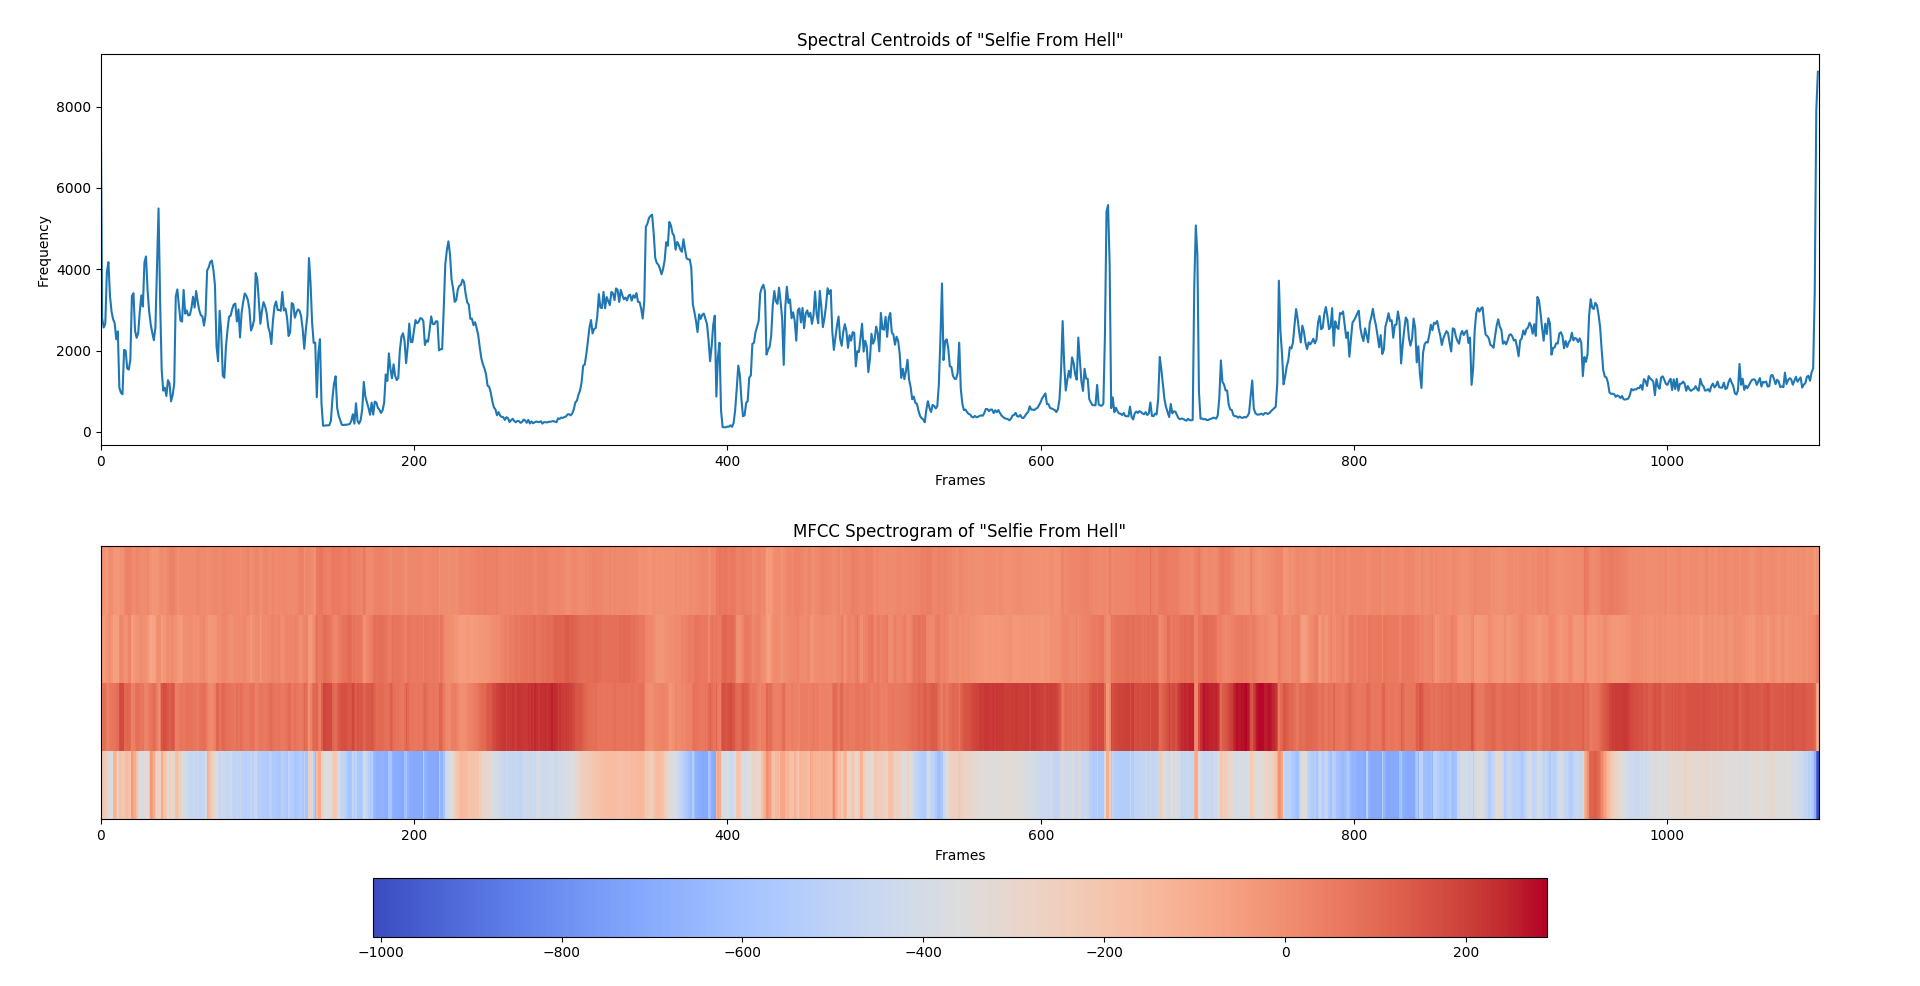 Spectral Centroids of "Selfie From Hell"
8000
6000
4000
2000
0
Frequency
0 200 400 600 800 1000
Frames
MFCC Spectrogram of "Selfie From Hell"
0 200 400 600 800 1000
Frames
−1000 −800 −600 −400 −200 0 200